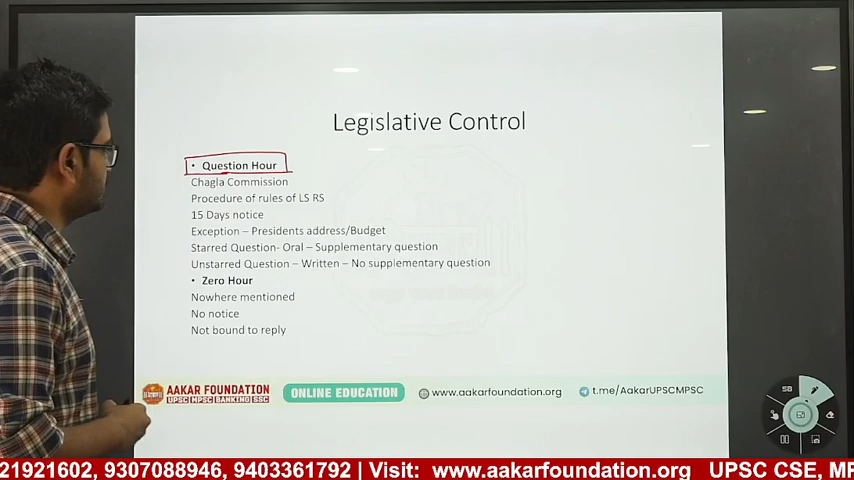 Legislative Control
• Question Hour
Chagla Commission
Procedure of rules of LS RS
15 Days notice
Exception – Presidents address/Budget
Starred Question- Oral – Supplementary question
Unstarred Question – Written – No supplementary question
• Zero Hour
Nowhere mentioned
No notice
Not bound to reply
AAKAR FOUNDATION
UPSC | MPSC | BANKING | SSC
ONLINE EDUCATION
www.aakarfoundation.org
t.me/AakarUPSCMPSC
21921602, 9307088946, 9403361792 | Visit: www.aakarfoundation.org UPSC CSE, MP